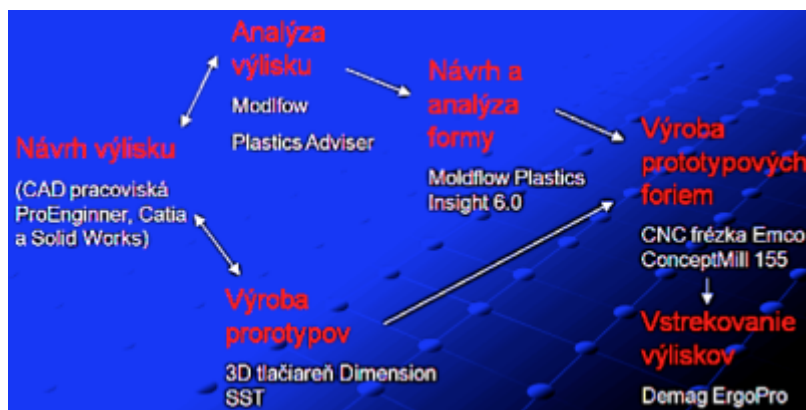 Analýza
výlisku
Modlfow
Plastics Adviser
Návrh a
analýza
formy
Moldflow Plastics
Insight 6.0
Návrh výlisku
(CAD pracoviská
ProEnginner, Catia
a Solid Works)
Výroba
prototypových
foriem
CNC frézka Emco
ConceptMill 155
Výroba
prorotypov
3D tlačiareň Dimension
SST
Vstrekovanie
výliskov
Demag ErgoPro